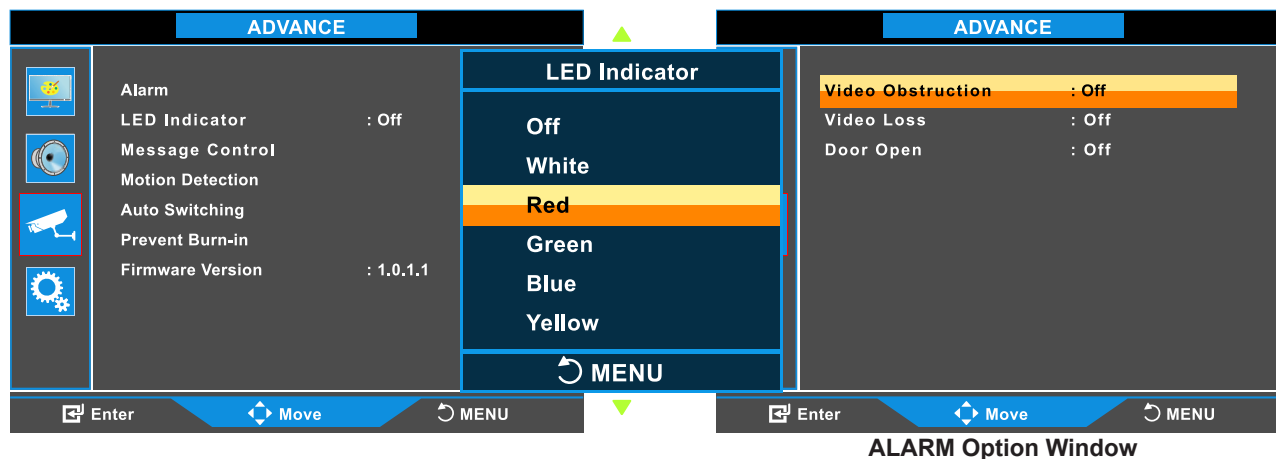 ADVANCE
Alarm
LED Indicator : Off
Message Control
Motion Detection
Auto Switching
Prevent Burn-in
Firmware Version : 1.0.1.1
Enter Move MENU
LED Indicator
Off
White
Red
Green
Blue
Yellow
MENU
ADVANCE
Video Obstruction : Off
Video Loss : Off
Door Open : Off
Enter Move MENU
ALARM Option Window